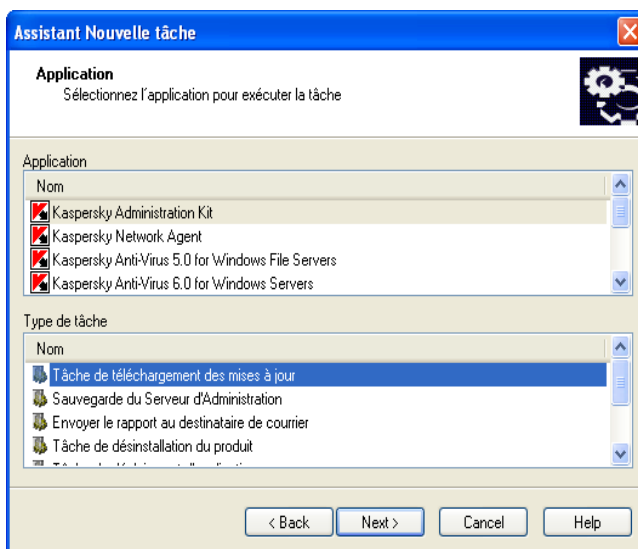 Assistant Nouvelle tâche
Application
Sélectionnez l'application pour exécuter la tâche
Application
Nom
Kaspersky Administration Kit
Kaspersky Network Agent
Kaspersky Anti-Virus 5.0 for Windows File Servers
Kaspersky Anti-Virus 6.0 for Windows Servers
Type de tâche
Nom
Tâche de téléchargement des mises à jour
Sauvegarde du Serveur d'Administration
Envoyer le rapport au destinataire de courrier
Tâche de désinstallation du produit
< Back Next > Cancel Help